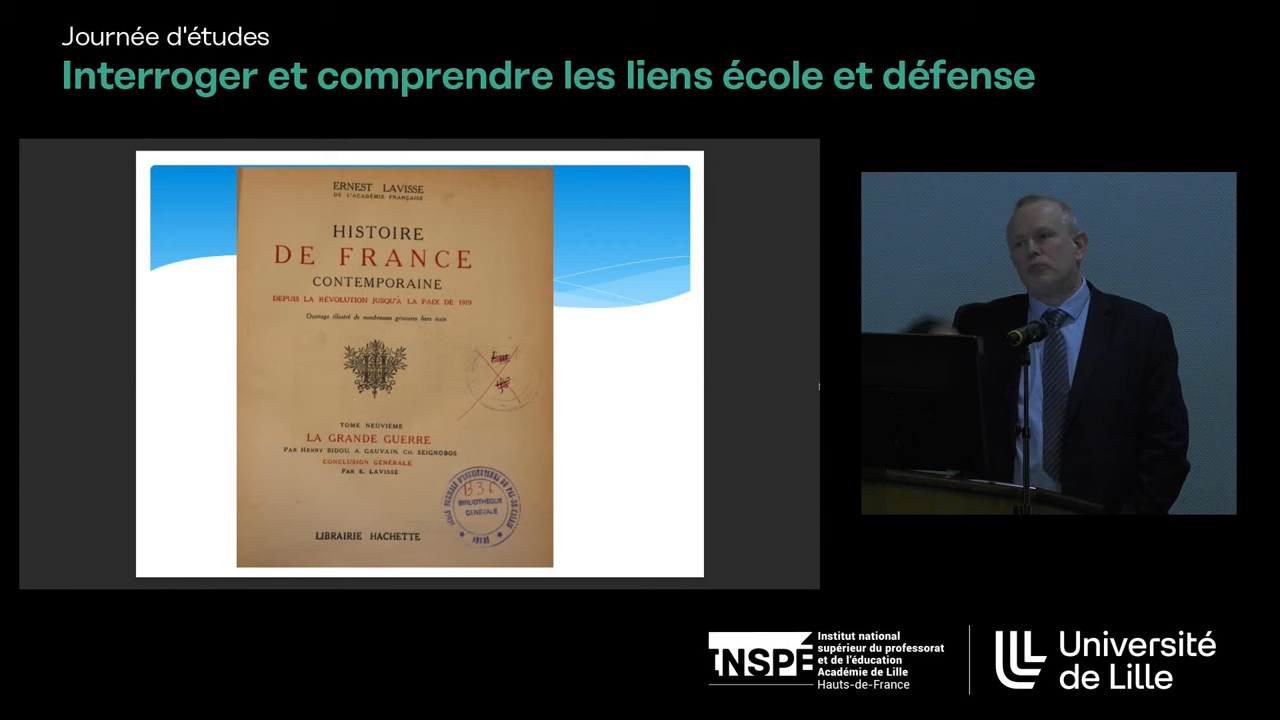 Journée d'études
Interroger et comprendre les liens école et défense
ERNEST LAVISSE
DE L'ACADÉMIE FRANÇAISE
HISTOIRE
DE FRANCE
CONTEMPORAINE
DEPUIS LA RÉVOLUTION JUSQU'À LA PAIX DE 1919
Ouvrage illustré de nombreuses gravures hors texte
TOME NEUVIÈME
LA GRANDE GUERRE
PAR HENRY BIDOU, A. GAUVAIN, CH. SEIGNOBOS
CONCLUSION GÉNÉRALE
PAR E. LAVISSE
B36
BIBLIOTHÈQUE
GÉNÉRALE
LIBRAIRIE HACHETTE
INSPÉ
Institut national
supérieur du professorat
et de l'éducation
Académie de Lille
Hauts-de-France
Université
de Lille